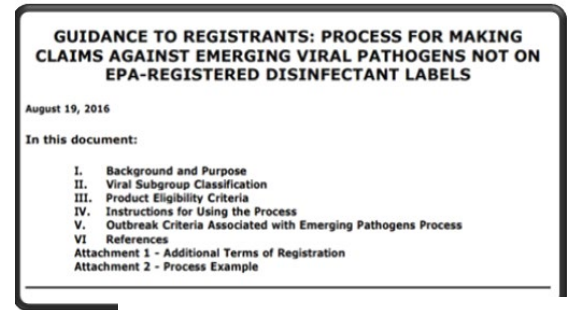 GUIDANCE TO REGISTRANTS: PROCESS FOR MAKING
CLAIMS AGAINST EMERGING VIRAL PATHOGENS NOT ON
EPA-REGISTERED DISINFECTANT LABELS
August 19, 2016
In this document:
I. Background and Purpose
II. Viral Subgroup Classification
III. Product Eligibility Criteria
IV. Instructions for Using the Process
V. Outbreak Criteria Associated with Emerging Pathogens Process
VI References
Attachment 1 - Additional Terms of Registration
Attachment 2 - Process Example